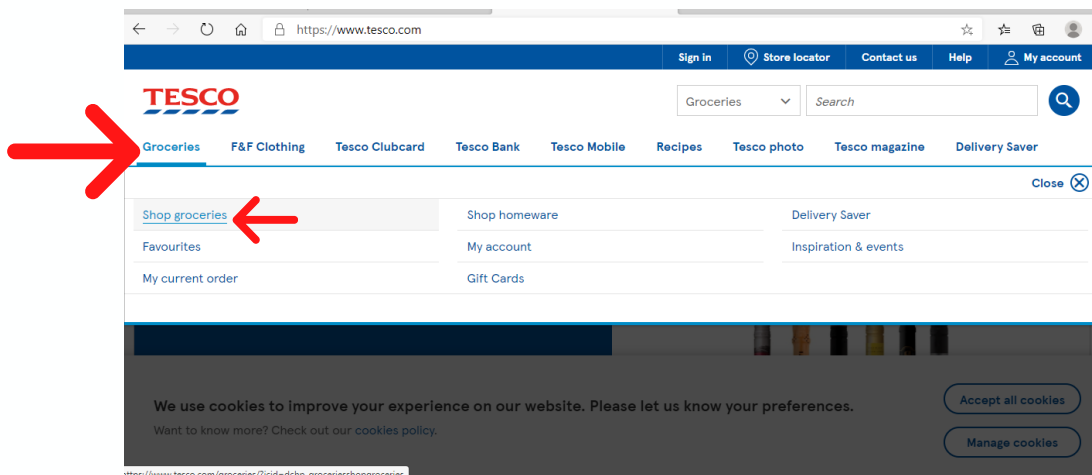 https://www.tesco.com
Sign in Store locator Contact us Help My account
TESCO
Groceries Search
Groceries F&F Clothing Tesco Clubcard Tesco Bank Tesco Mobile Recipes Tesco photo Tesco magazine Delivery Saver
Close
Shop groceries Shop homeware Delivery Saver
Favourites My account Inspiration & events
My current order Gift Cards
We use cookies to improve your experience on our website. Please let us know your preferences.
Want to know more? Check out our cookies policy.
Accept all cookies
Manage cookies